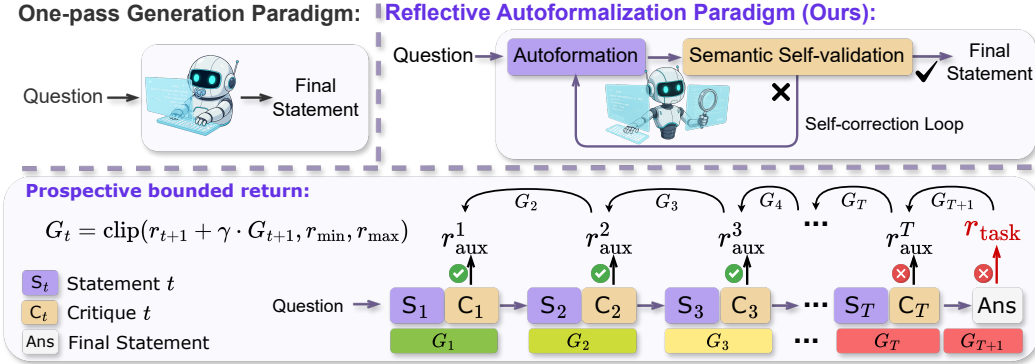 One-pass Generation Paradigm:
Question
Final
Statement
Reflective Autoformalization Paradigm (Ours):
Question
Autoformation
Semantic Self-validation
Final
Statement
Self-correction Loop
Prospective bounded return:
G_t = clip(r_{t+1} + γ · G_{t+1}, r_min, r_max)
G_2
G_3
G_4
G_T
G_{T+1}
r^1_aux
r^2_aux
r^3_aux
...
r^T_aux
r_task
S_t Statement t
C_t Critique t
Ans Final Statement
Question
S_1 C_1
S_2 C_2
S_3 C_3
...
S_T C_T
Ans
G_1
G_2
G_3
...
G_T
G_{T+1}